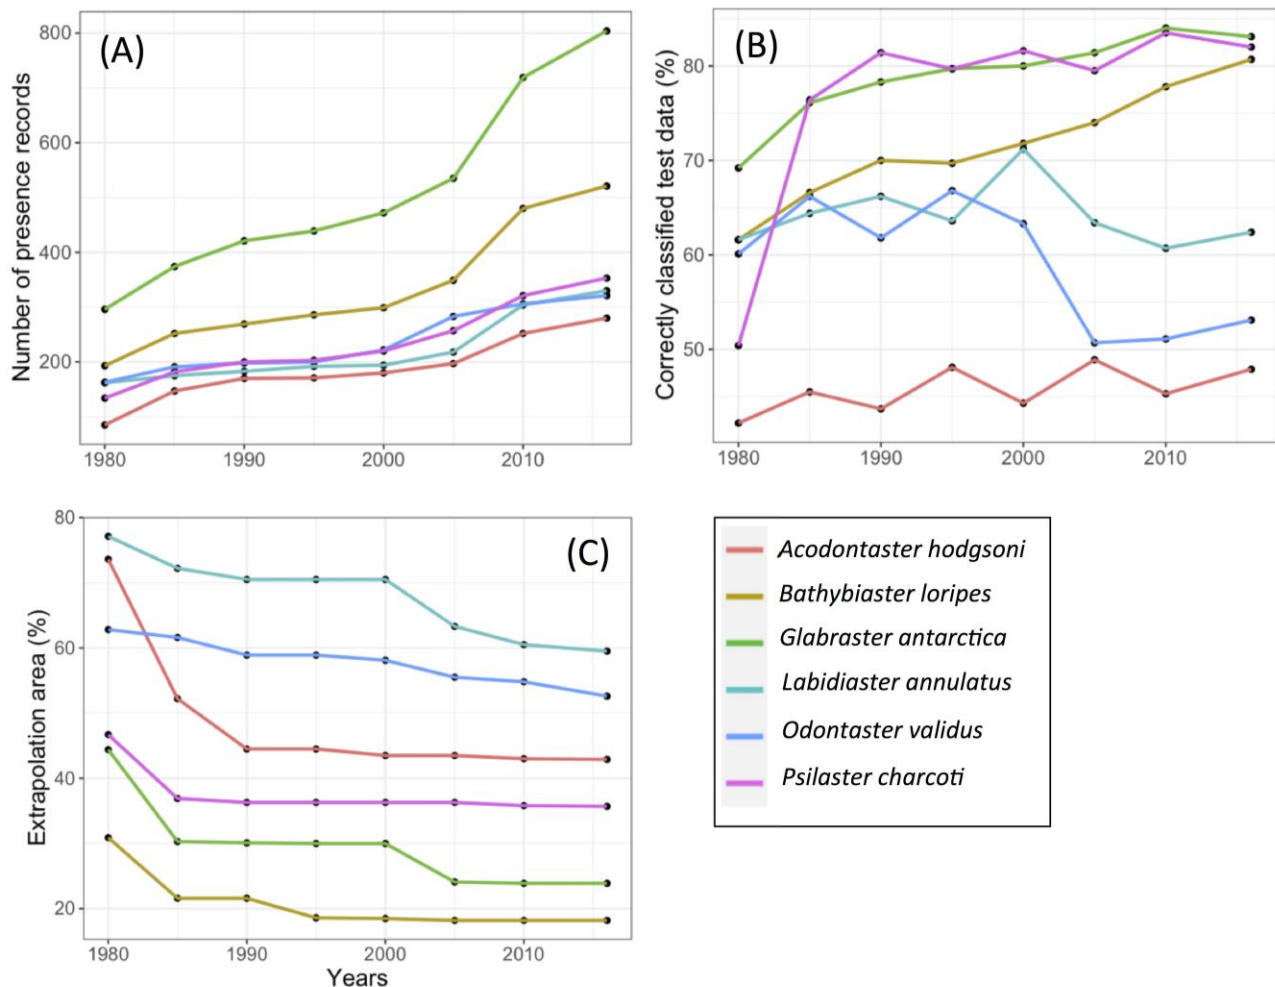 (A)
Number of presence records
800
600
400
200
1980 1990 2000 2010
(B)
Correctly classified test data (%)
80
70
60
50
1980 1990 2000 2010
(C)
Extrapolation area (%)
80
60
40
20
1980 1990 2000 2010
Years
Acodontaster hodgsoni
Bathybiaster loripes
Glabraster antarctica
Labidiaster annulatus
Odontaster validus
Psilaster charcoti